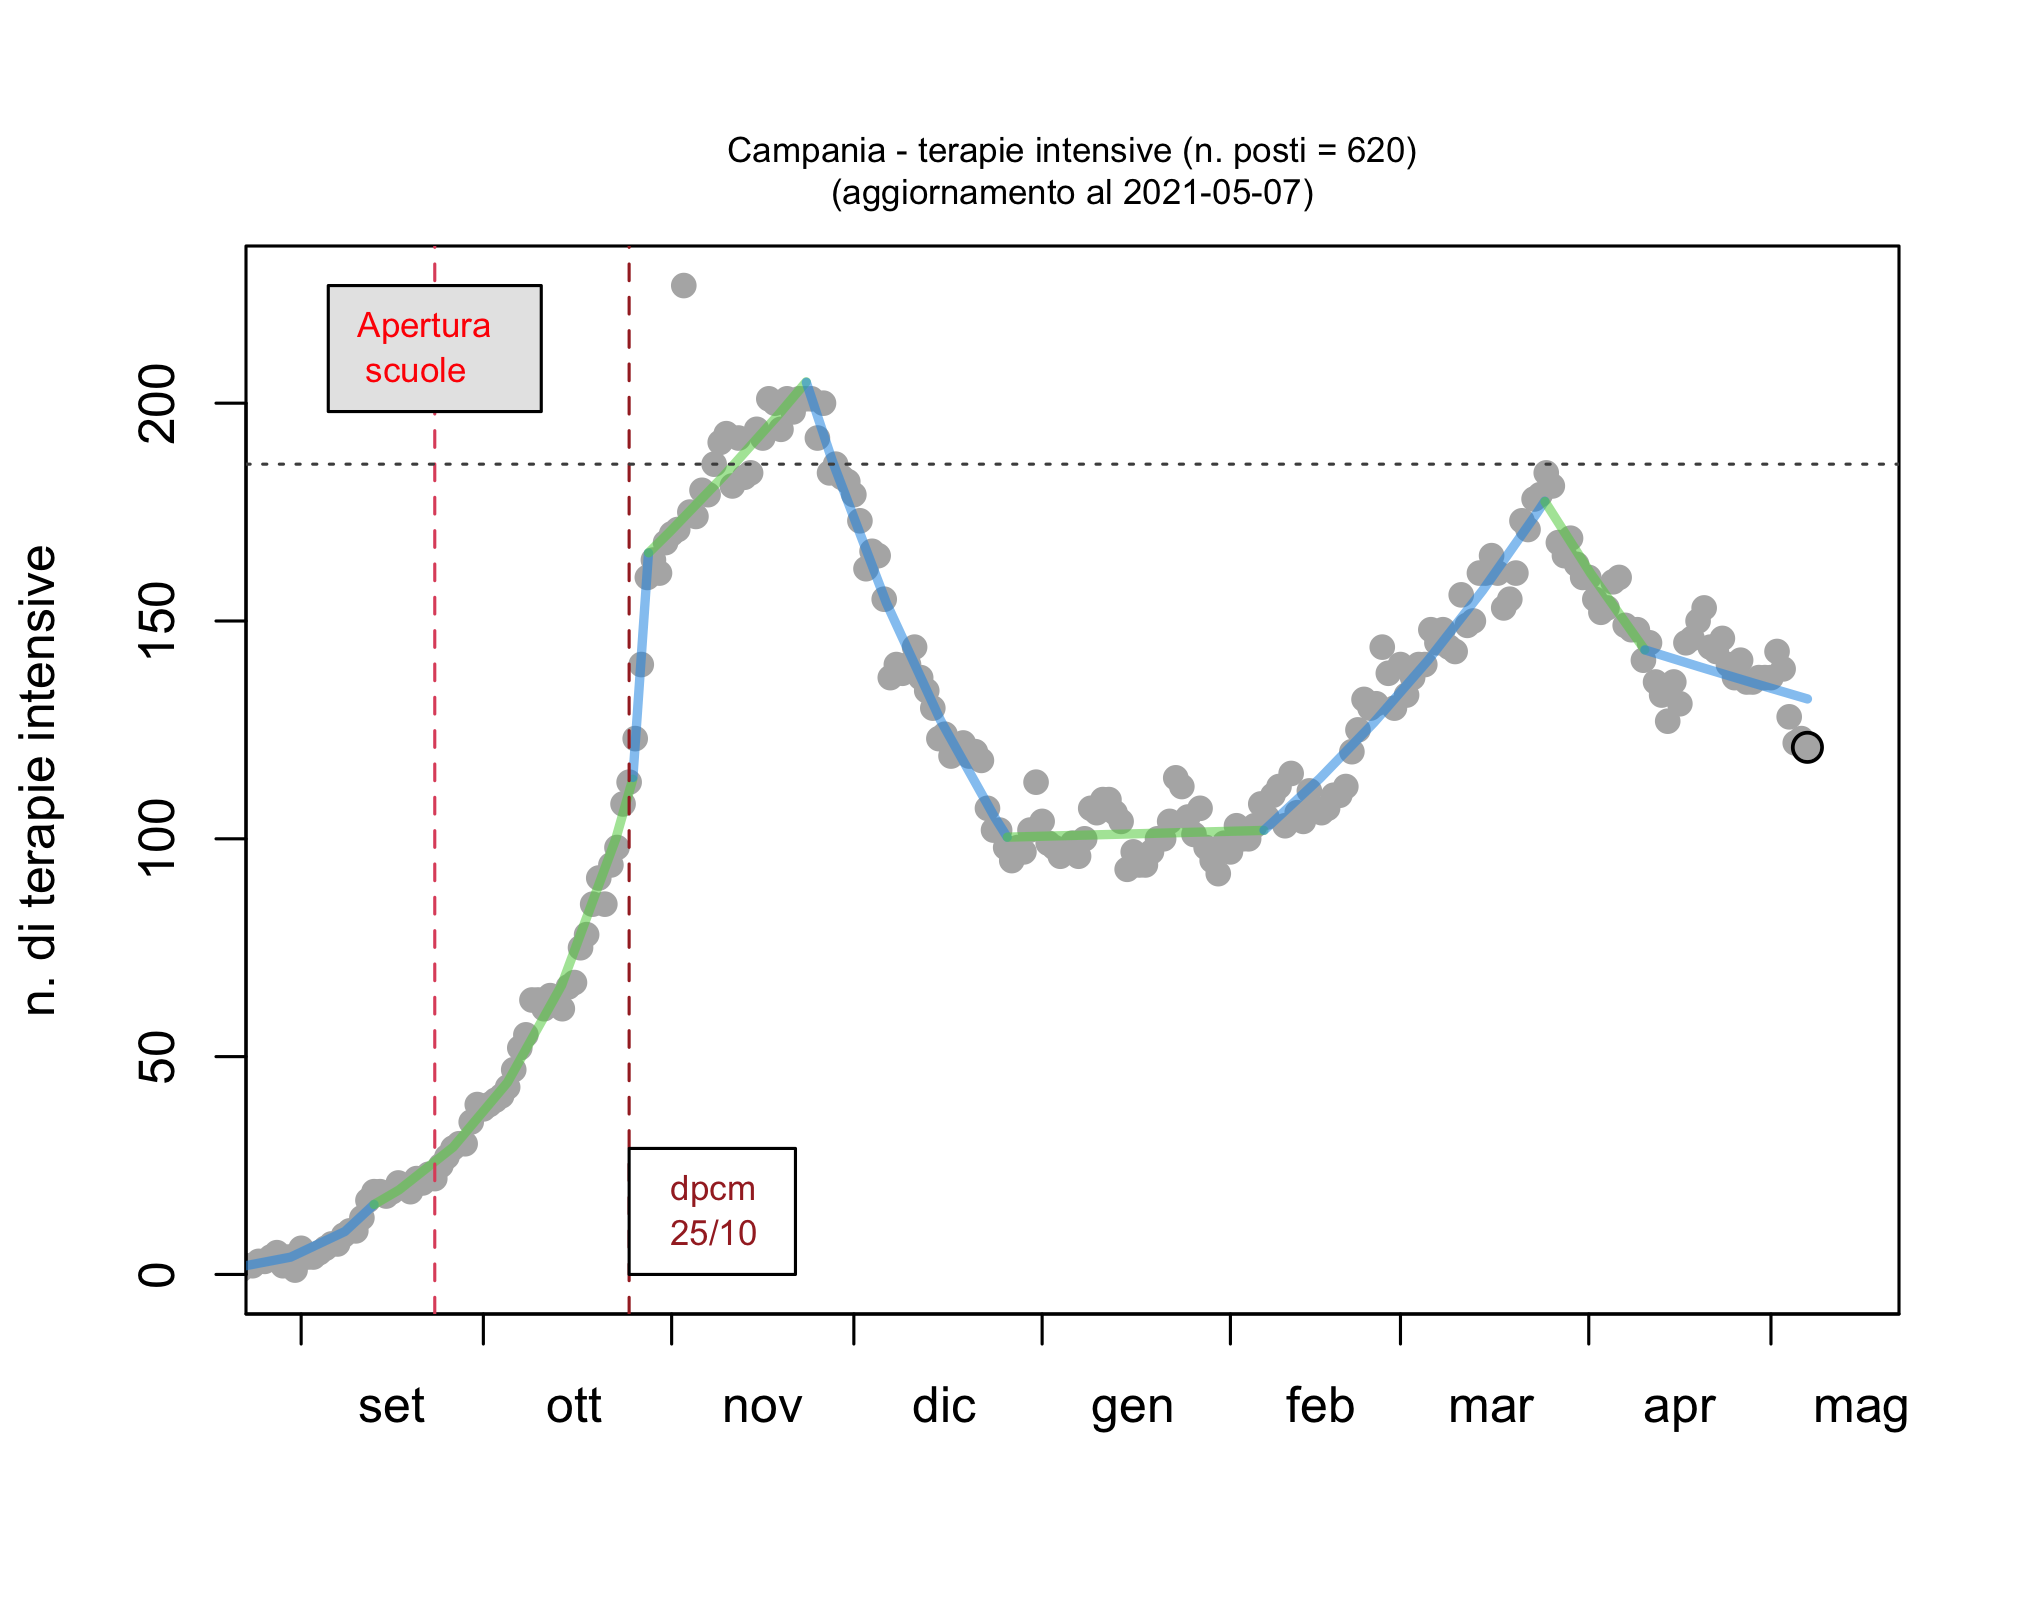 Campania - terapie intensive (n. posti = 620)
(aggiornamento al 2021-05-07)
Apertura
scuole
n. di terapie intensive
200
150
100
50
0
dpcm
25/10
set ott nov dic gen feb mar apr mag